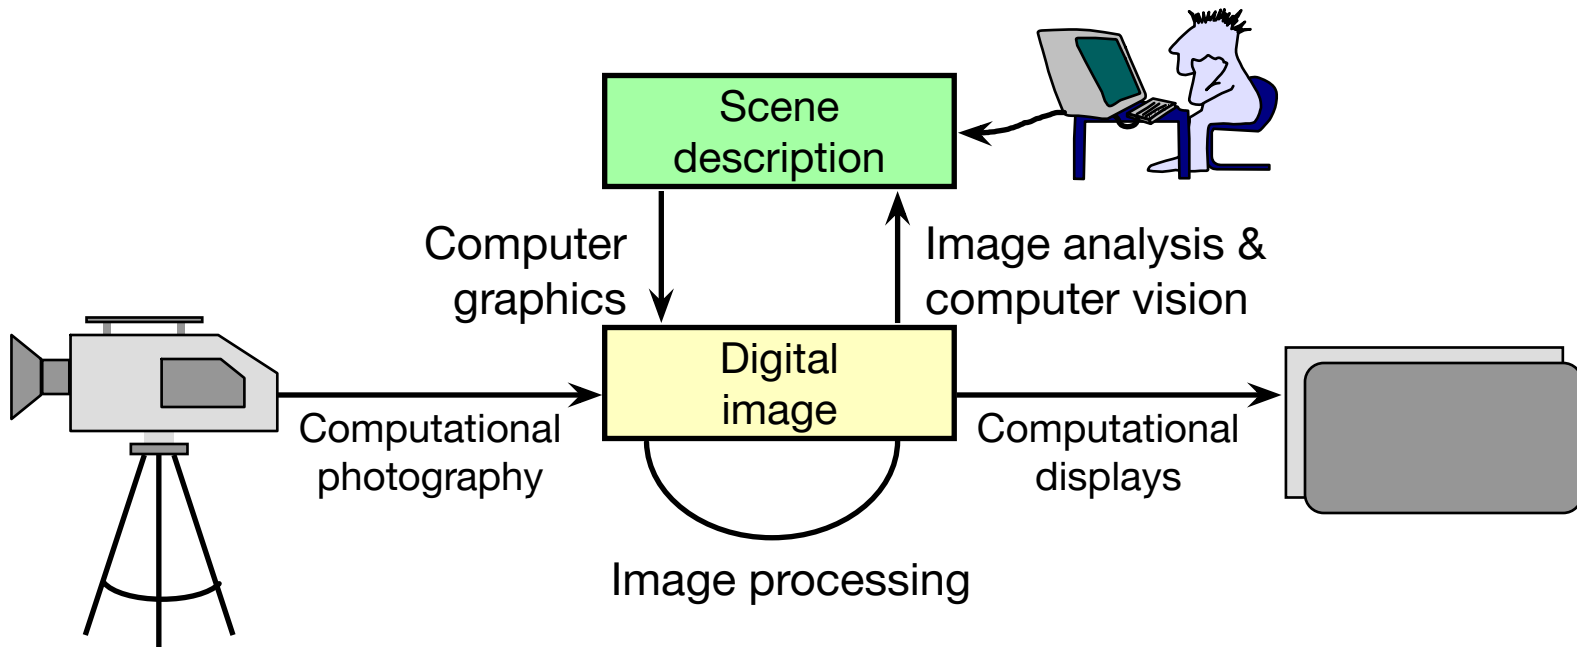 Scene
description
Computer
graphics
Image analysis &
computer vision
Digital
image
Computational
photography
Computational
displays
Image processing